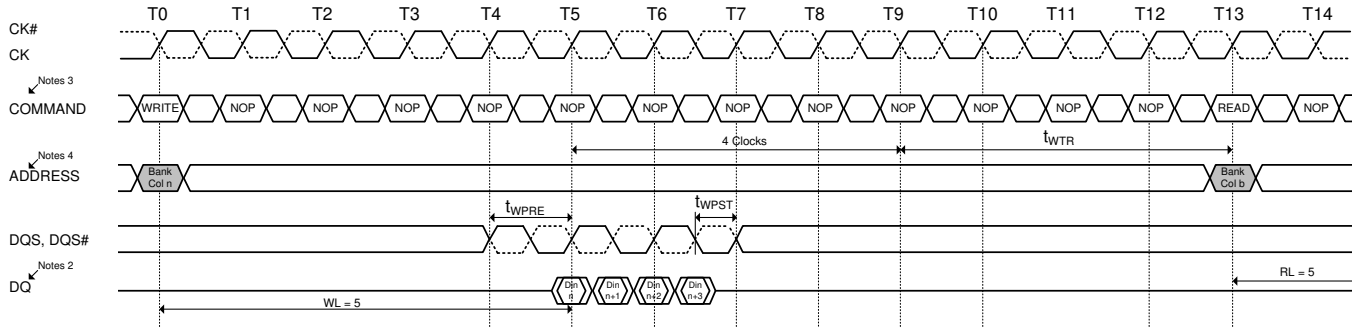 T0 T1 T2 T3 T4 T5 T6 T7 T8 T9 T10 T11 T12 T13 T14
CK#
CK
Notes 3
COMMAND
WRITE NOP NOP NOP NOP NOP NOP NOP NOP NOP NOP NOP NOP READ NOP
4 Clocks
tWTR
Notes 4
ADDRESS
Bank
Col n
Bank
Col b
tWPRE
tWPST
DQS, DQS#
Notes 2
DQ
Din
n
Din
n+1
Din
n+2
Din
n+3
RL = 5
WL = 5